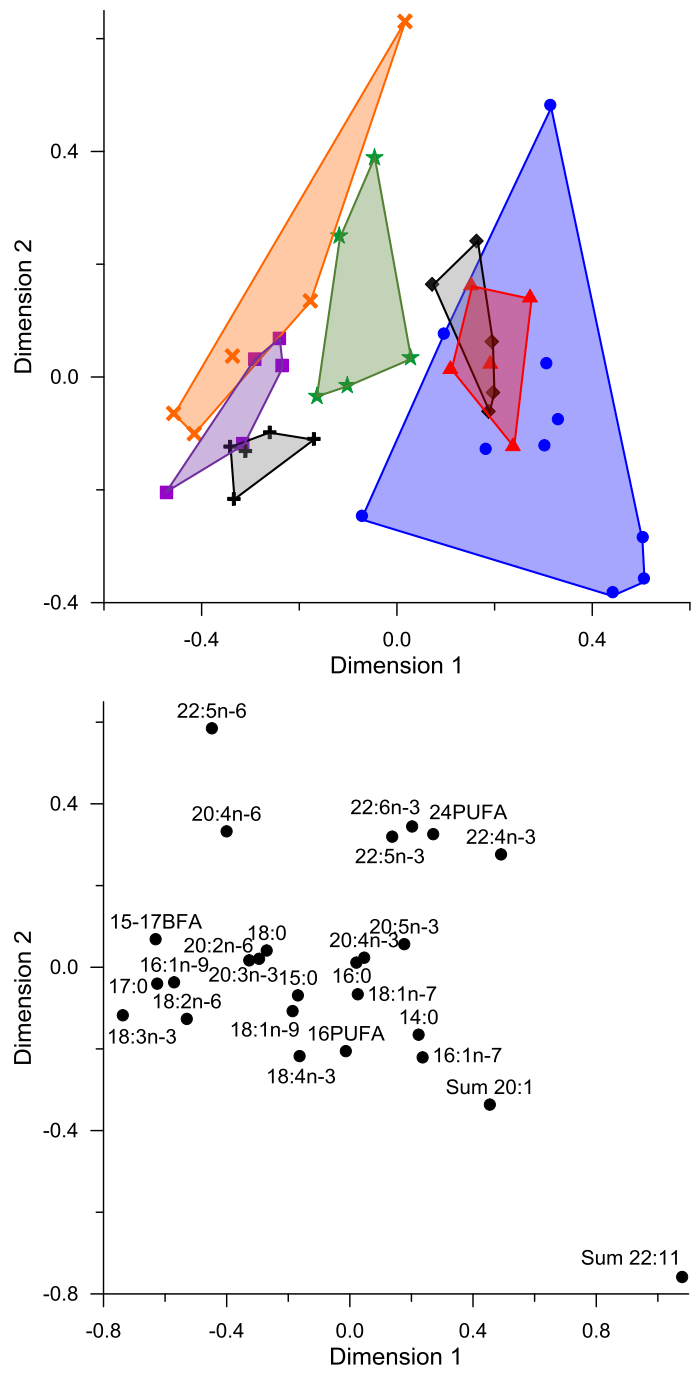 0.4
0.0
-0.4
Dimension 2
-0.4
0.0
0.4
Dimension 1
22:5n-6
20:4n-6
22:6n-3
24PUFA
22:5n-3
22:4n-3
15-17BFA
20:2n-6
18:0
20:4n-3
20:5n-3
16:1n-9
17:0
20:3n-3
15:0
16:0
18:2n-6
18:1n-7
18:3n-3
18:1n-9
16PUFA
14:0
18:4n-3
16:1n-7
Sum 20:1
Sum 22:11
0.4
0.0
-0.4
-0.8
Dimension 2
-0.8
-0.4
0.0
0.4
0.8
Dimension 1